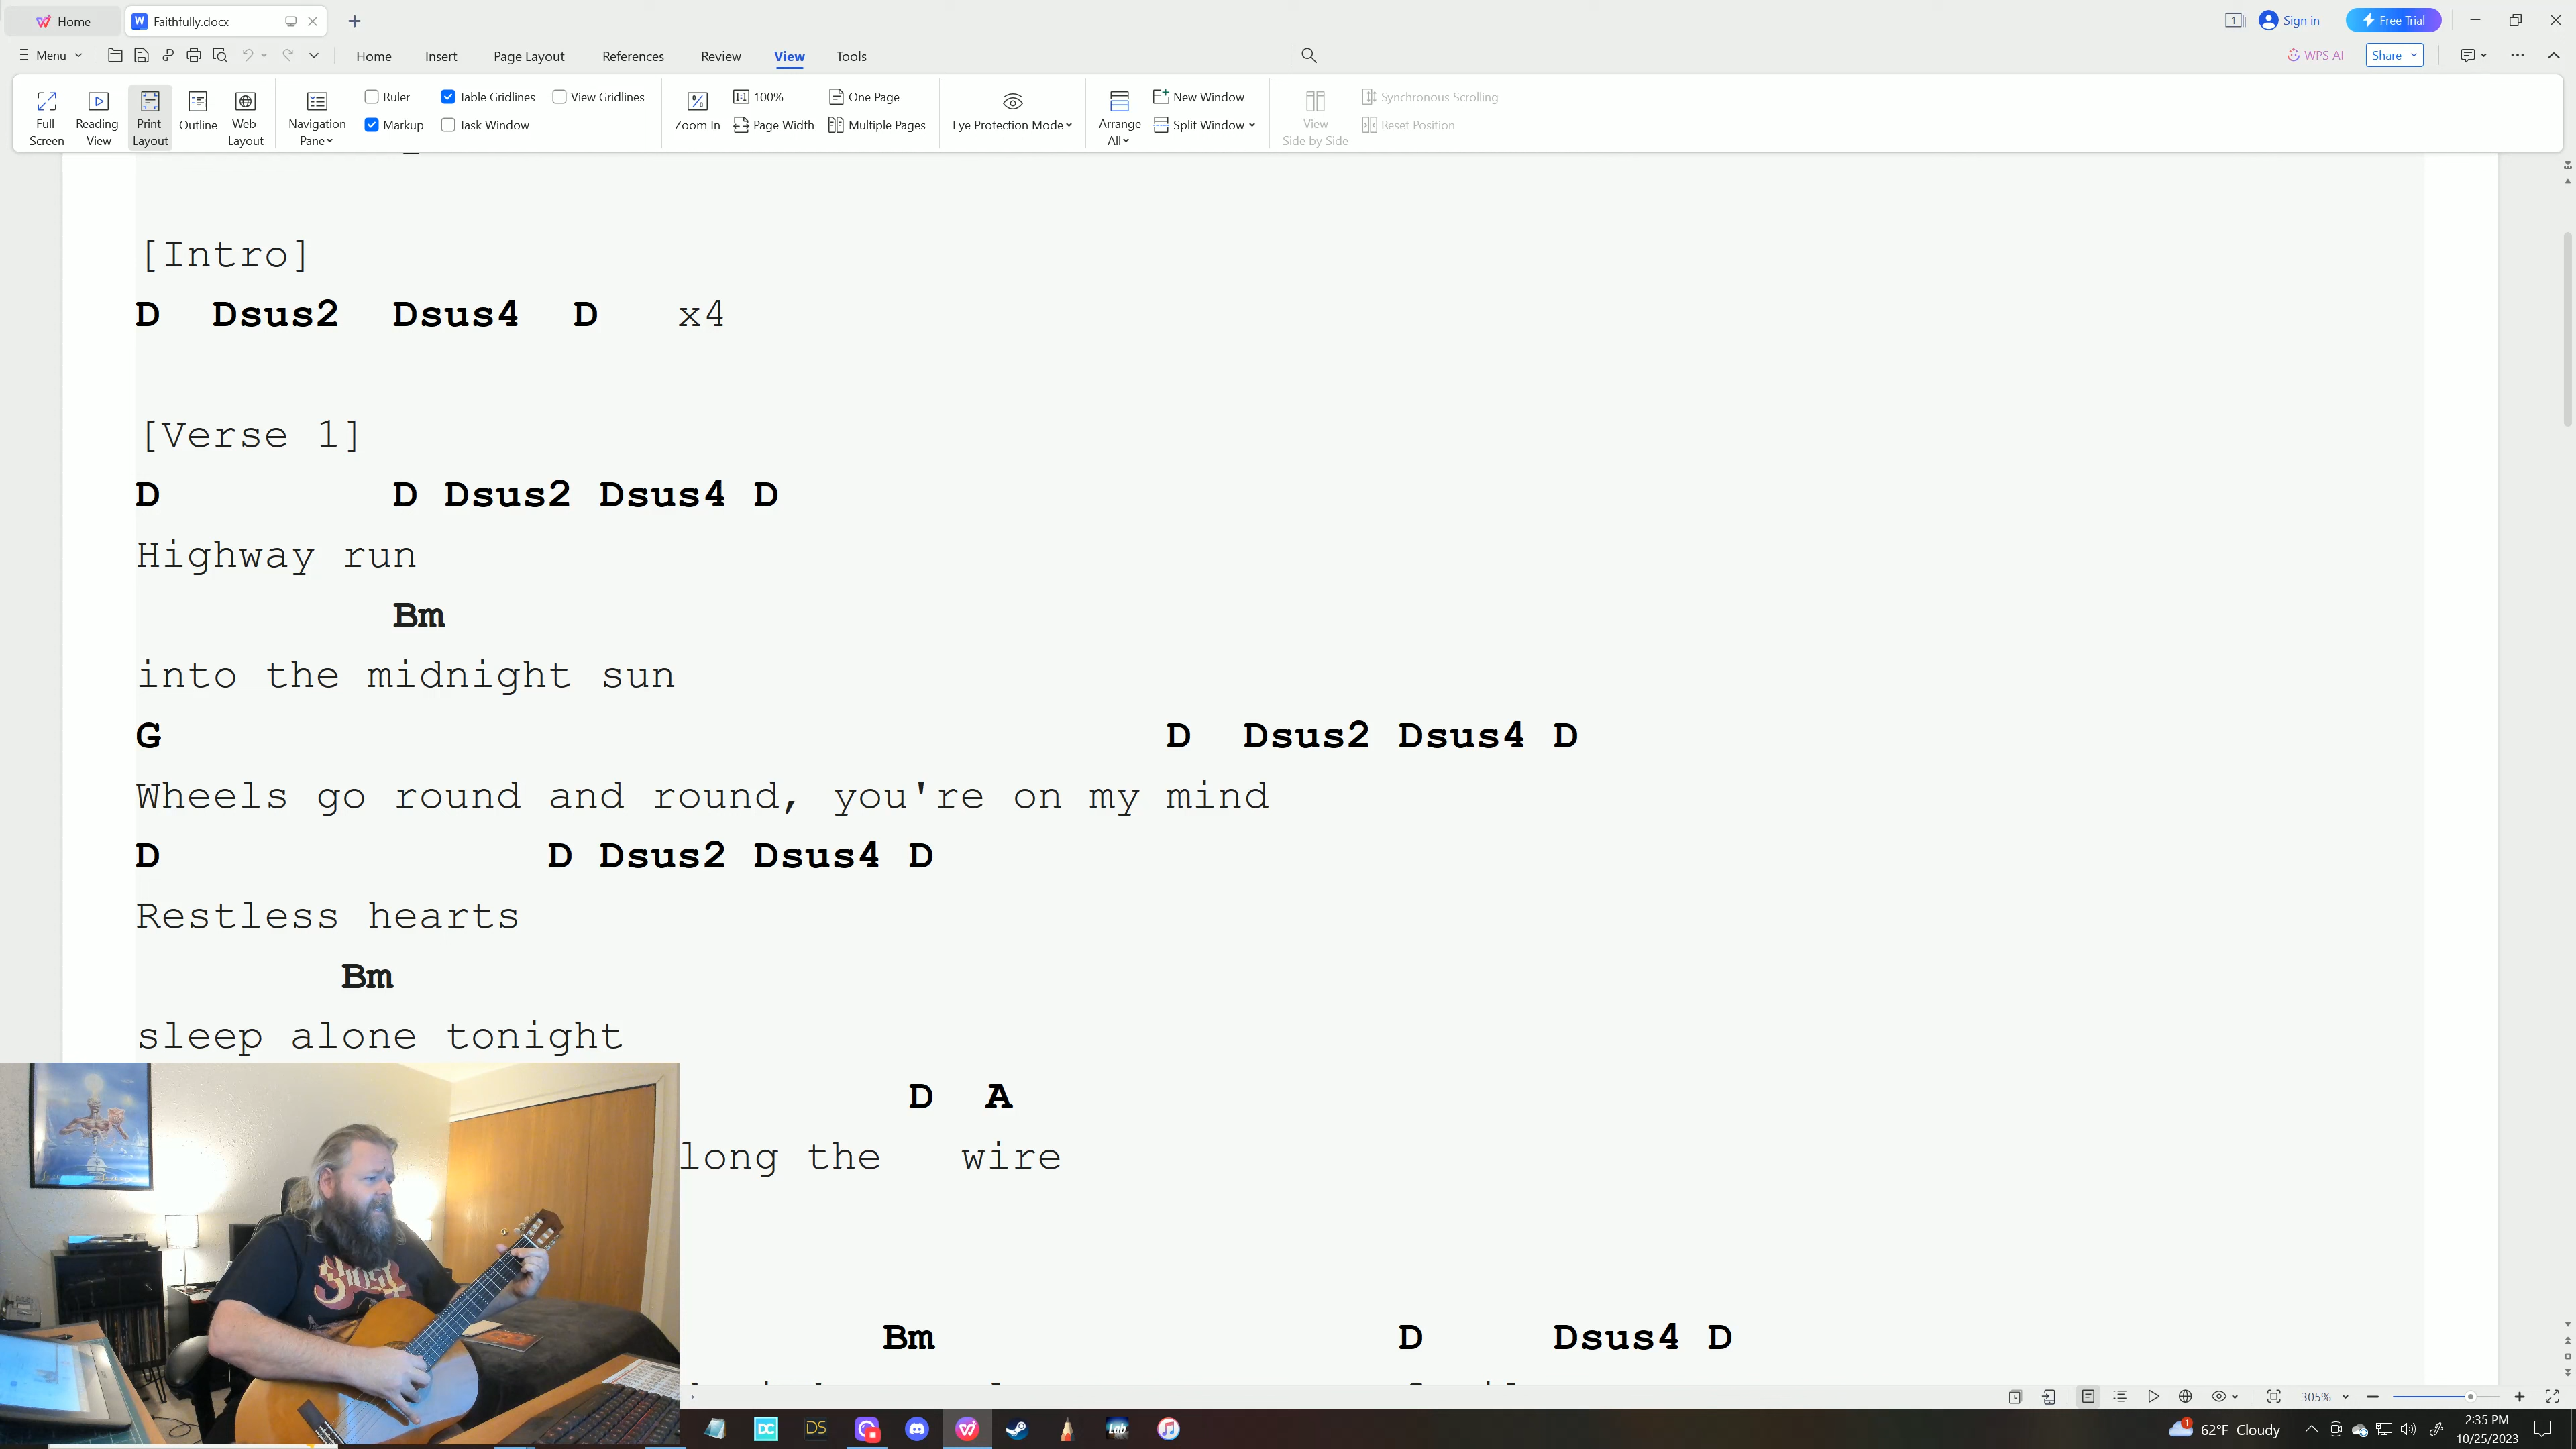 Home
Faithfully.docx
Sign in
Free Trial
Menu
Home Insert Page Layout References Review View Tools
WPS AI
Share
Full Screen
Reading View
Print Layout
Outline
Web Layout
Navigation Pane
Ruler
Markup
Table Gridlines
Task Window
View Gridlines
Zoom In
100%
Page Width
One Page
Multiple Pages
Eye Protection Mode
Arrange All
New Window
Split Window
View Side by Side
Synchronous Scrolling
Reset Position
[Intro]
D Dsus2 Dsus4 D x4
[Verse 1]
D D Dsus2 Dsus4 D
Highway run
Bm
into the midnight sun
G D Dsus2 Dsus4 D
Wheels go round and round, you're on my mind
D D Dsus2 Dsus4 D
Restless hearts
Bm
sleep alone tonight
D A
long the wire
Bm D Dsus4 D
Ghost
305%
DC
DS
Lab
62°F Cloudy
2:35 PM
10/25/2023